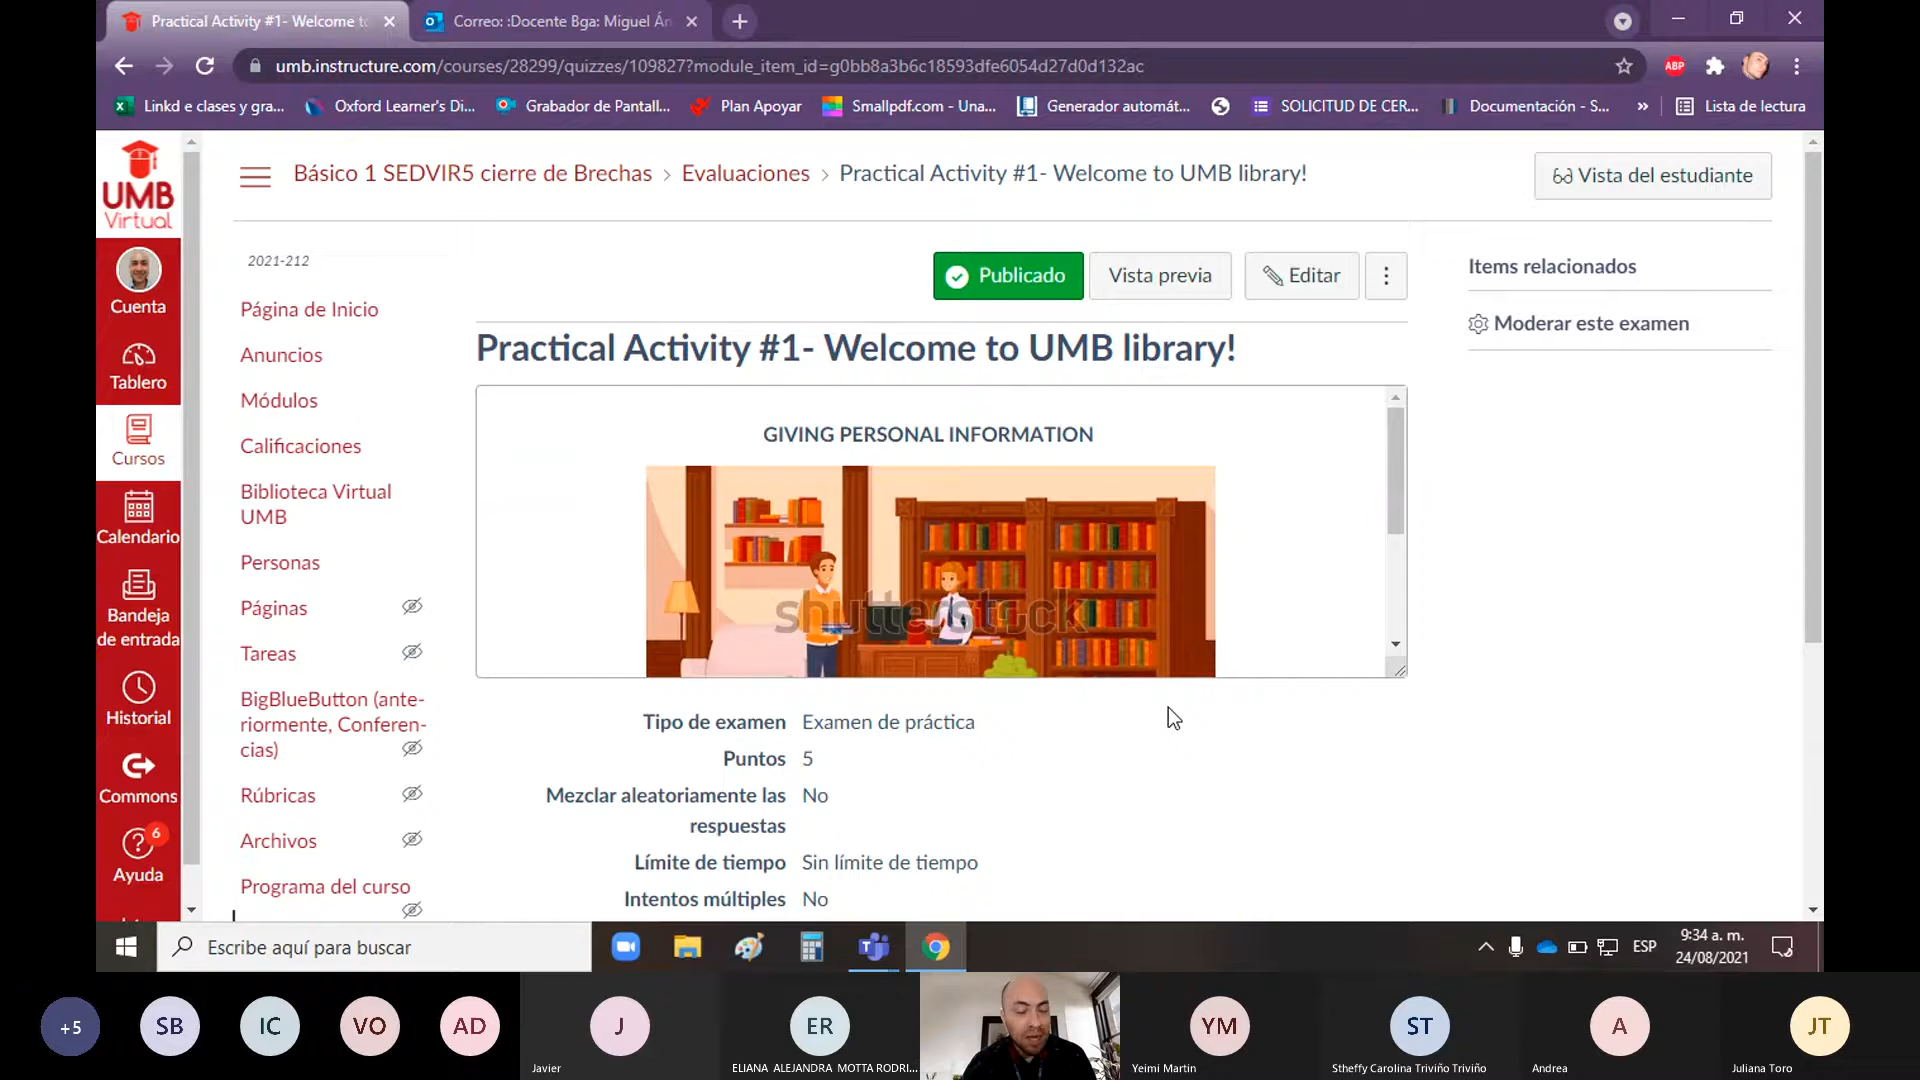 Practical Activity #1- Welcome to
Correo: :Docente Bga: Miguel Án
umb.instructure.com/courses/28299/quizzes/109827?module_item_id=g0bb8a3b6c18593dfe6054d27d0d132ac
ABP
Linkd e clases y gra...
Oxford Learner's Di...
Grabador de Pantall...
Plan Apoyar
Smallpdf.com - Una...
Generador automát...
SOLICITUD DE CER...
Documentación - S...
»
Lista de lectura
UMB
Virtual
Básico 1 SEDVIR5 cierre de Brechas › Evaluaciones › Practical Activity #1- Welcome to UMB library!
Vista del estudiante
Cuenta
Tablero
Cursos
Calendario
Bandeja
de entrada
Historial
Commons
6
Ayuda
2021-212
Página de Inicio
Anuncios
Módulos
Calificaciones
Biblioteca Virtual
UMB
Personas
Páginas
Tareas
BigBlueButton (ante-
riormente, Conferen-
cias)
Rúbricas
Archivos
Programa del curso
Publicado
Vista previa
Editar
Items relacionados
Moderar este examen
Practical Activity #1- Welcome to UMB library!
GIVING PERSONAL INFORMATION
shutterstock
Tipo de examen Examen de práctica
Puntos 5
Mezclar aleatoriamente las No
respuestas
Límite de tiempo Sin límite de tiempo
Intentos múltiples No
Escribe aquí para buscar
ESP
9:34 a. m.
24/08/2021
+5
SB
IC
VO
AD
J
Javier
ER
ELIANA ALEJANDRA MOTTA RODRI...
YM
Yeimi Martin
ST
Stheffy Carolina Triviño Triviño
A
Andrea
JT
Juliana Toro